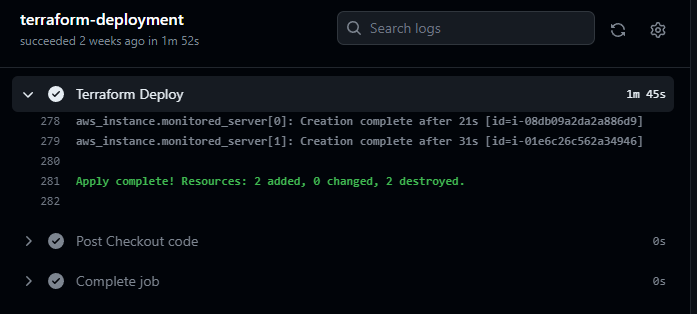 terraform-deployment
succeeded 2 weeks ago in 1m 52s
Search logs
Terraform Deploy 1m 45s
278 aws_instance.monitored_server[0]: Creation complete after 21s [id=i-08db09a2da2a886d9]
279 aws_instance.monitored_server[1]: Creation complete after 31s [id=i-01e6c26c562a34946]
280
281 Apply complete! Resources: 2 added, 0 changed, 2 destroyed.
282
Post Checkout code 0s
Complete job 0s